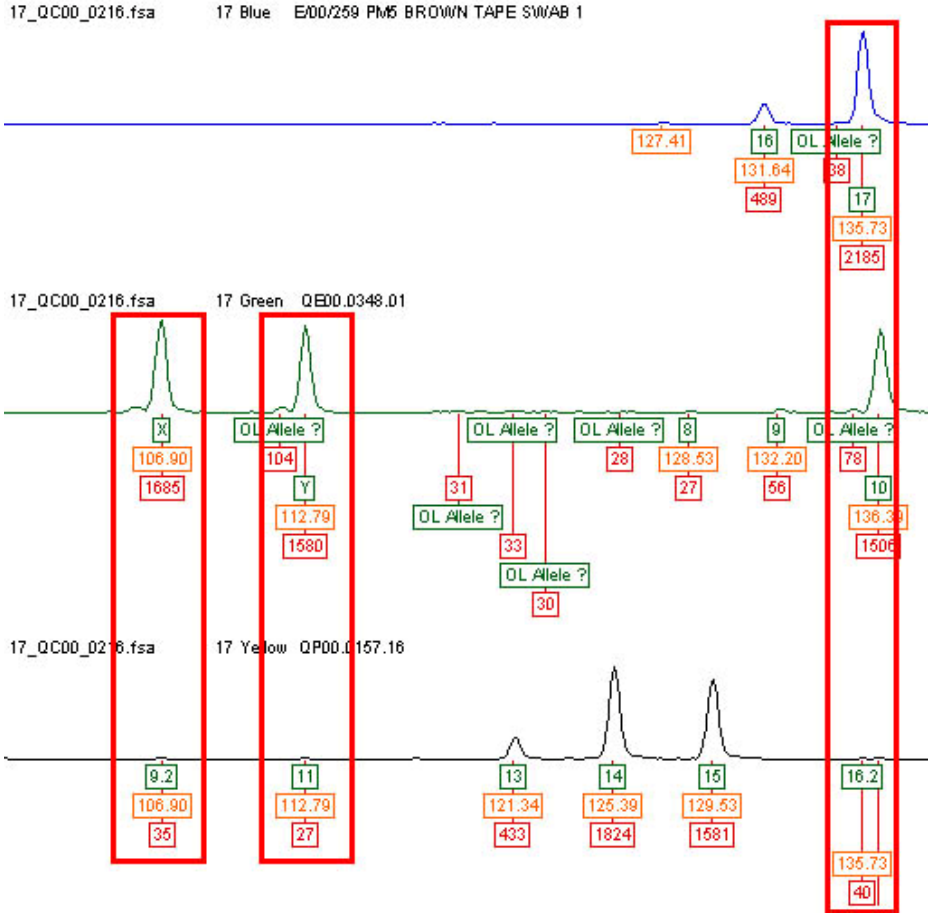 17_QC00_0216.fsa 17 Blue E/00/259 PM5 BROWN TAPE SWAB 1
127.41 16 OL Allele ?
131.64 38
489 17
135.73
2185
17_QC00_0216.fsa 17 Green QE00.0348.01
X OL Allele ? OL Allele ? OL Allele ? 8 9 OL Allele ?
106.90 104 28 128.53 132.20 78
1685 Y 31 27 56 10
112.79 OL Allele ? 136.39
1580 33 1506
OL Allele ?
30
17_QC00_0216.fsa 17 Yellow QP00.0157.16
9.2 11 13 14 15 16.2
106.90 112.79 121.34 125.39 129.53
35 27 433 1824 1581
135.73
40